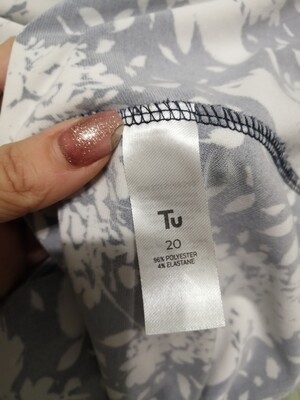 Tu
20
96% POLYESTER
4% ELASTANE